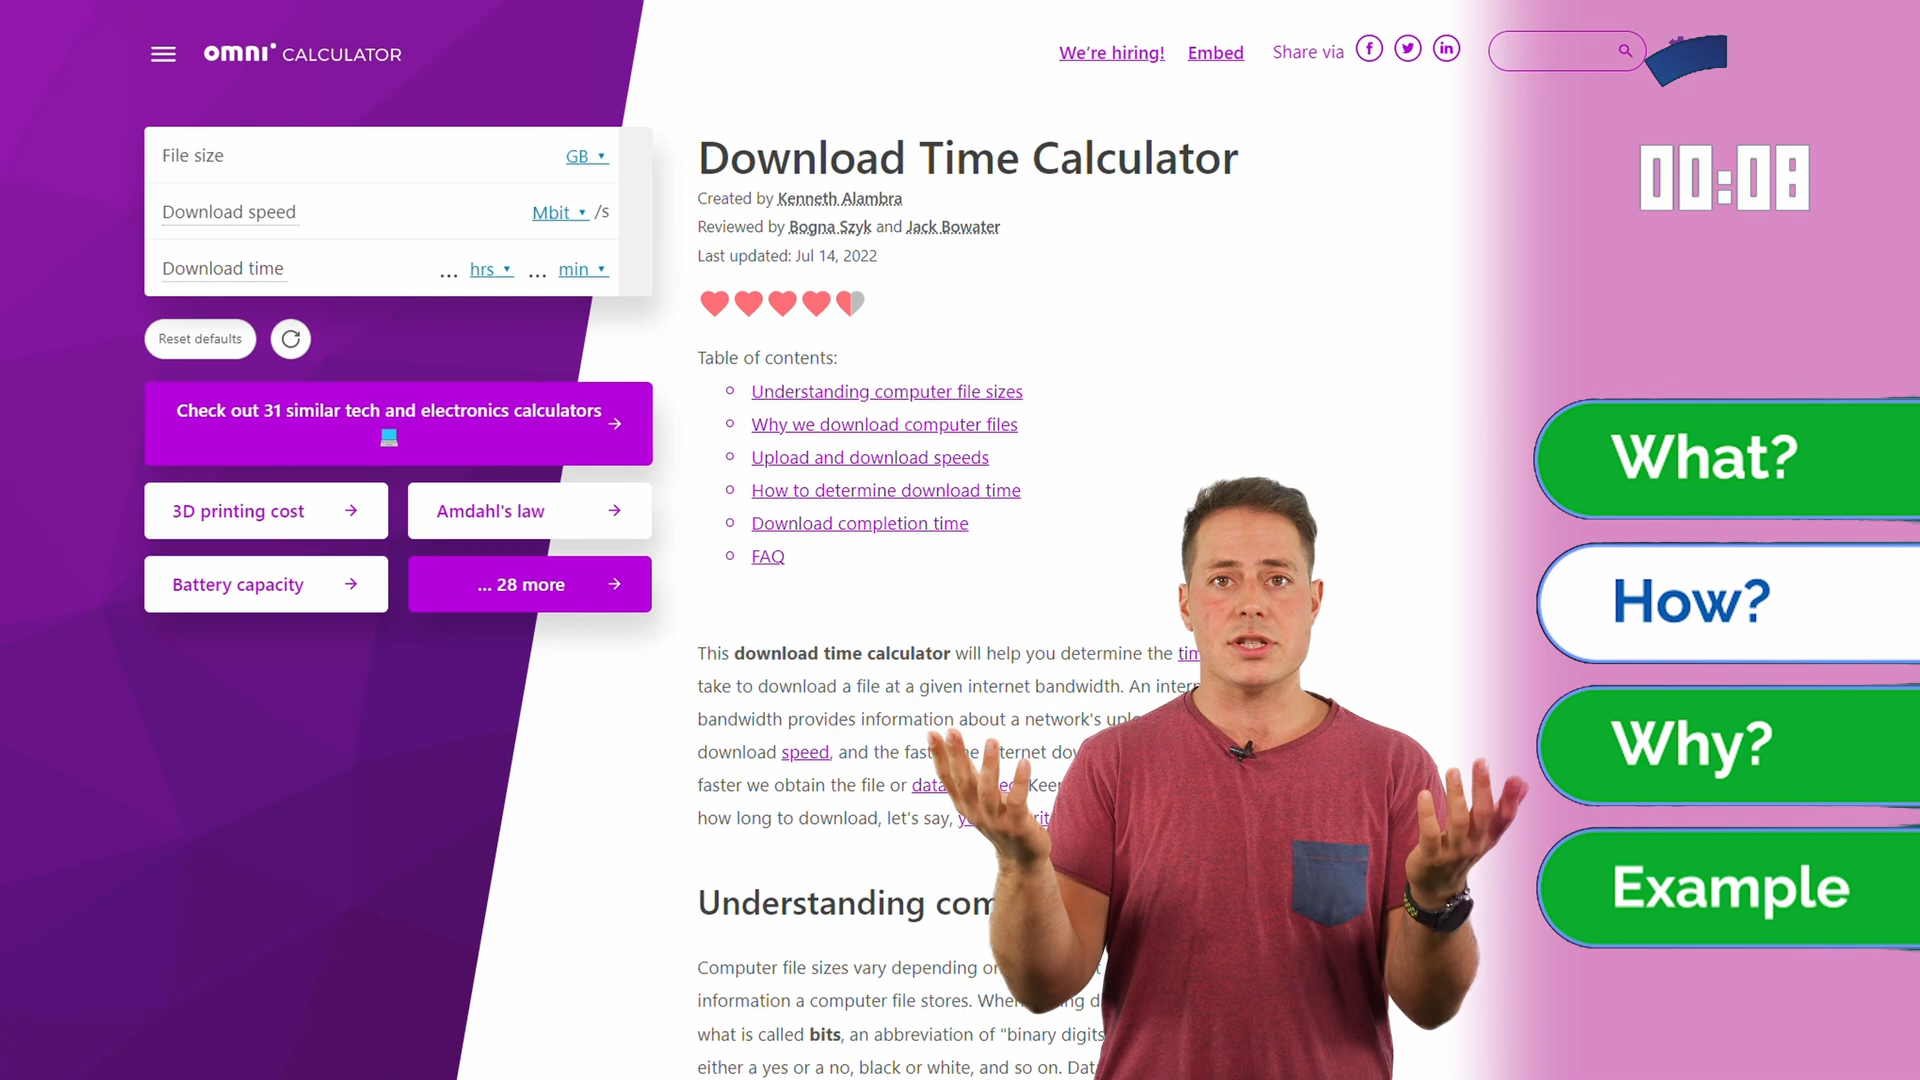 omni CALCULATOR
We're hiring! Embed Share via
00:08
File size GB
Download speed Mbit /s
Download time ... hrs ... min
Reset defaults
Check out 31 similar tech and electronics calculators
3D printing cost
Amdahl's law
Battery capacity
... 28 more
Download Time Calculator
Created by Kenneth Alambra
Reviewed by Bogna Szyk and Jack Bowater
Last updated: Jul 14, 2022
Table of contents:
Understanding computer file sizes
Why we download computer files
Upload and download speeds
How to determine download time
Download completion time
FAQ
This download time calculator will help you determine the
take to download a file at a given internet bandwidth. An
bandwidth provides information about a network's
download speed, and the
faster we obtain the file or data
how long to download, let's say,
Understanding
Computer file sizes vary depending
information a computer file stores.
what is called bits, an abbreviation of "binary digits
either a yes or a no, black or white, and so on.
What?
How?
Why?
Example